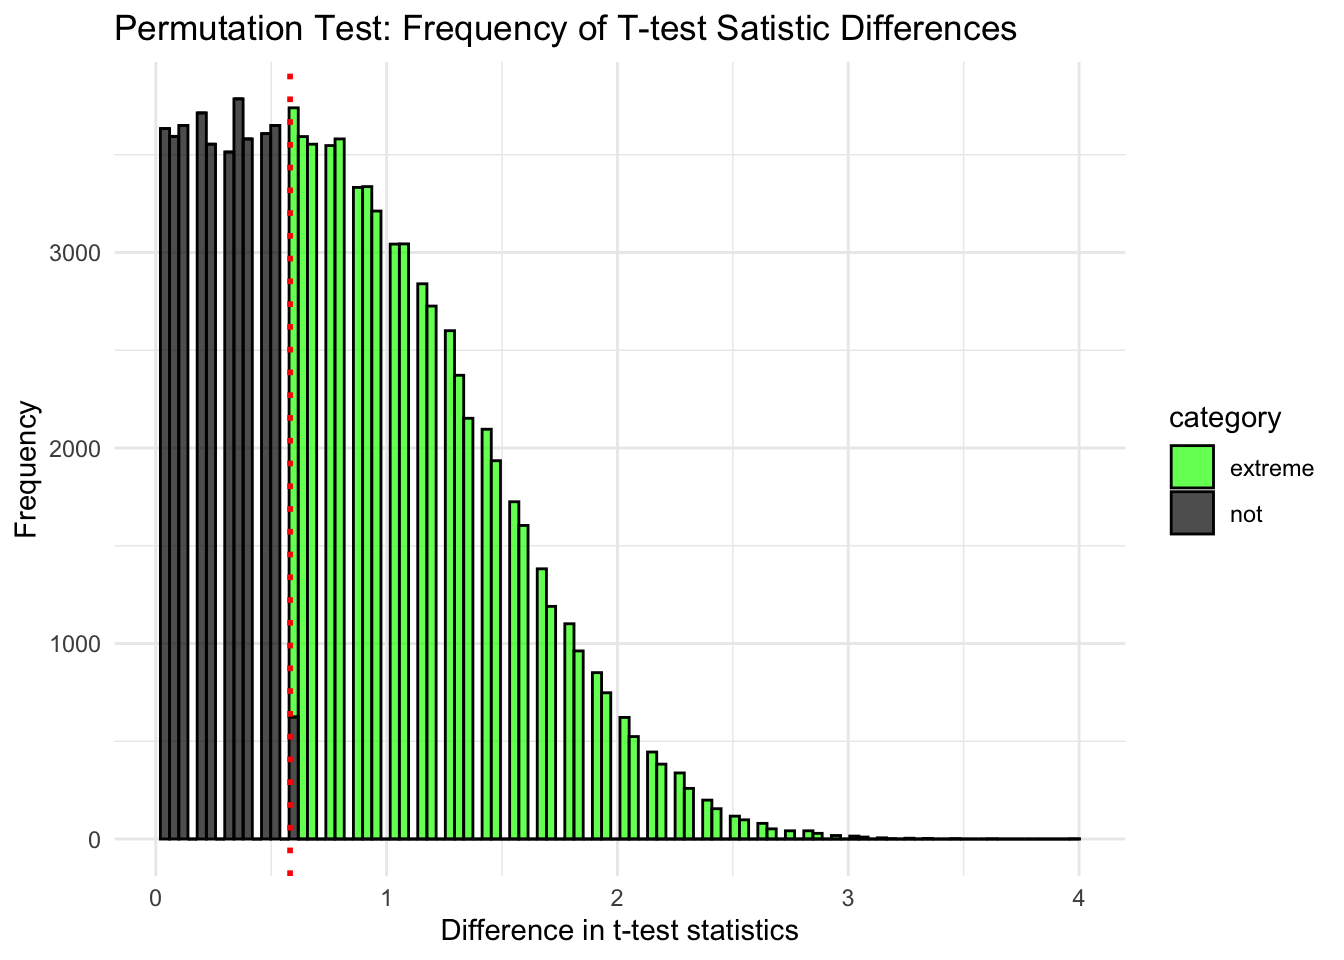 Permutation Test: Frequency of T-test Satistic Differences
Frequency
3000
2000
1000
0
0 1 2 3 4
Difference in t-test statistics
category
extreme
not